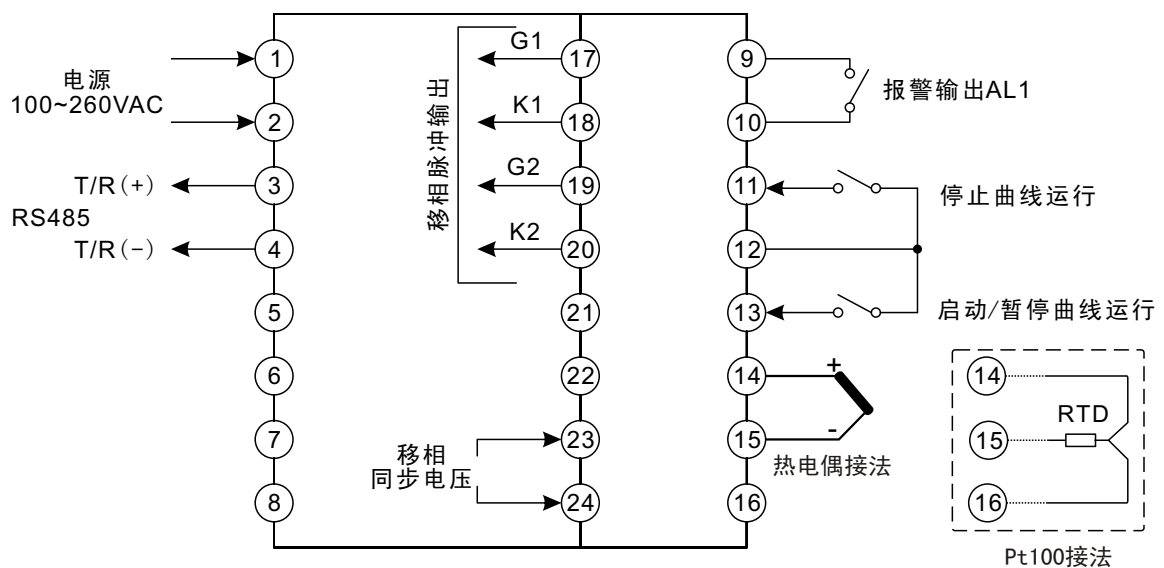 电源
100~260VAC
T/R(+)
RS485
T/R(-)
1
2
3
4
5
6
7
8
移相脉冲输出
G1
K1
G2
K2
移相
同步电压
17
18
19
20
21
22
23
24
9
10
11
12
13
14
15
16
报警输出AL1
停止曲线运行
启动/暂停曲线运行
+
-
热电偶接法
14
15
16
RTD
Pt100接法